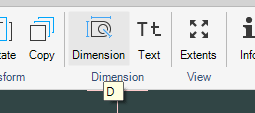 tate Copy Dimension Text Extents Info
sform Dimension View
D